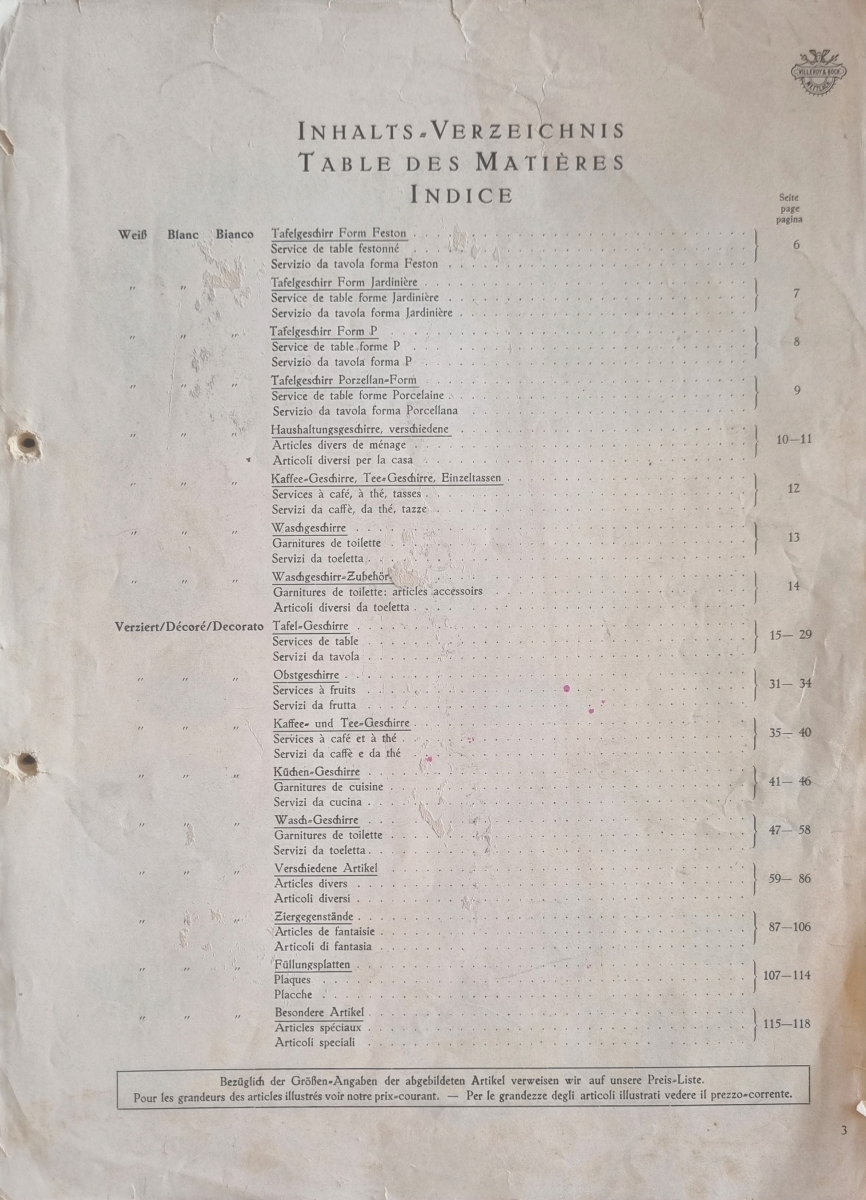 VILLEROY & BOCH
METTLACH
INHALTS-VERZEICHNIS
TABLE DES MATIÈRES
INDICE
Seite
page
pagina
Weiß Blanc Bianco Tafelgeschirr Form Feston
Service de table festonné 6
Servizio da tavola forma Feston
„ „ Tafelgeschirr Form Jardinière
Service de table forme Jardinière 7
Servizio da tavola forma Jardinière
„ „ „ Tafelgeschirr Form P
Service de table forme P 8
Servizio da tavola forma P
„ „ „ Tafelgeschirr Porzellan-Form
Service de table forme Porcelaine 9
Servizio da tavola forma Porcellana
„ „ „ Haushaltungsgeschirre, verschiedene
Articles divers de ménage 10—11
Articoli diversi per la casa
„ „ „ Kaffee-Geschirre, Tee-Geschirre, Einzeltassen
Services à café, à thé, tasses 12
Servizi da caffè, da thé, tazze
„ „ „ Waschgeschirre
Garnitures de toilette 13
Servizi da toeletta
„ „ „ Waschgeschirr-Zubehör
Garnitures de toilette: articles accessoirs 14
Articoli diversi da toeletta
Verziert/Décoré/Decorato Tafel-Geschirre
Services de table 15— 29
Servizi da tavola
„ „ „ Obstgeschirre
Services à fruits 31— 34
Servizi da frutta
„ „ „ Kaffee- und Tee-Geschirre
Services à café et à thé 35— 40
Servizi da caffè e da thé
„ „ „ Küchen-Geschirre
Garnitures de cuisine 41— 46
Servizi da cucina
„ „ „ Wasch-Geschirre
Garnitures de toilette 47— 58
Servizi da toeletta
„ „ „ Verschiedene Artikel
Articles divers 59— 86
Articoli diversi
„ „ „ Ziergegenstände
Articles de fantaisie 87—106
Articoli di fantasia
„ „ „ Füllungsplatten
Plaques 107—114
Placche
„ „ „ Besondere Artikel
Articles spéciaux 115—118
Articoli speciali
Bezüglich der Größen-Angaben der abgebildeten Artikel verweisen wir auf unsere Preis-Liste.
Pour les grandeurs des articles illustrés voir notre prix-courant. — Per le grandezze degli articoli illustrati vedere il prezzo-corrente.
3